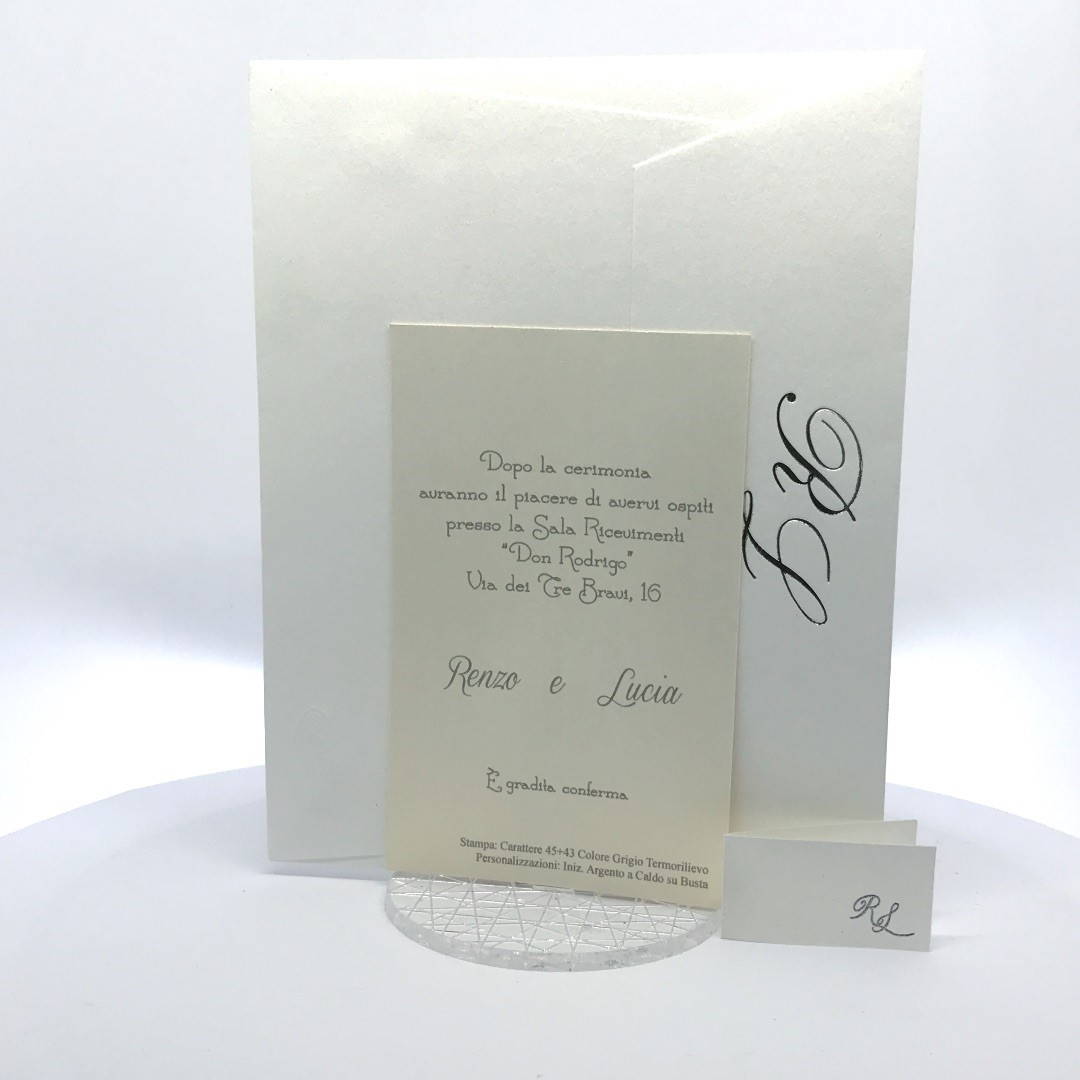 Dopo la cerimonia
avranno il piacere di avervi ospiti
presso la Sala Ricevimenti
"Don Rodrigo"
Via dei Tre Bravi, 16
Renzo e Lucia
È gradita conferma
Stampa: Carattere 45+43 Colore Grigio Termorilievo
Personalizzazioni: Iniz. Argento a Caldo su Busta
R L
RL